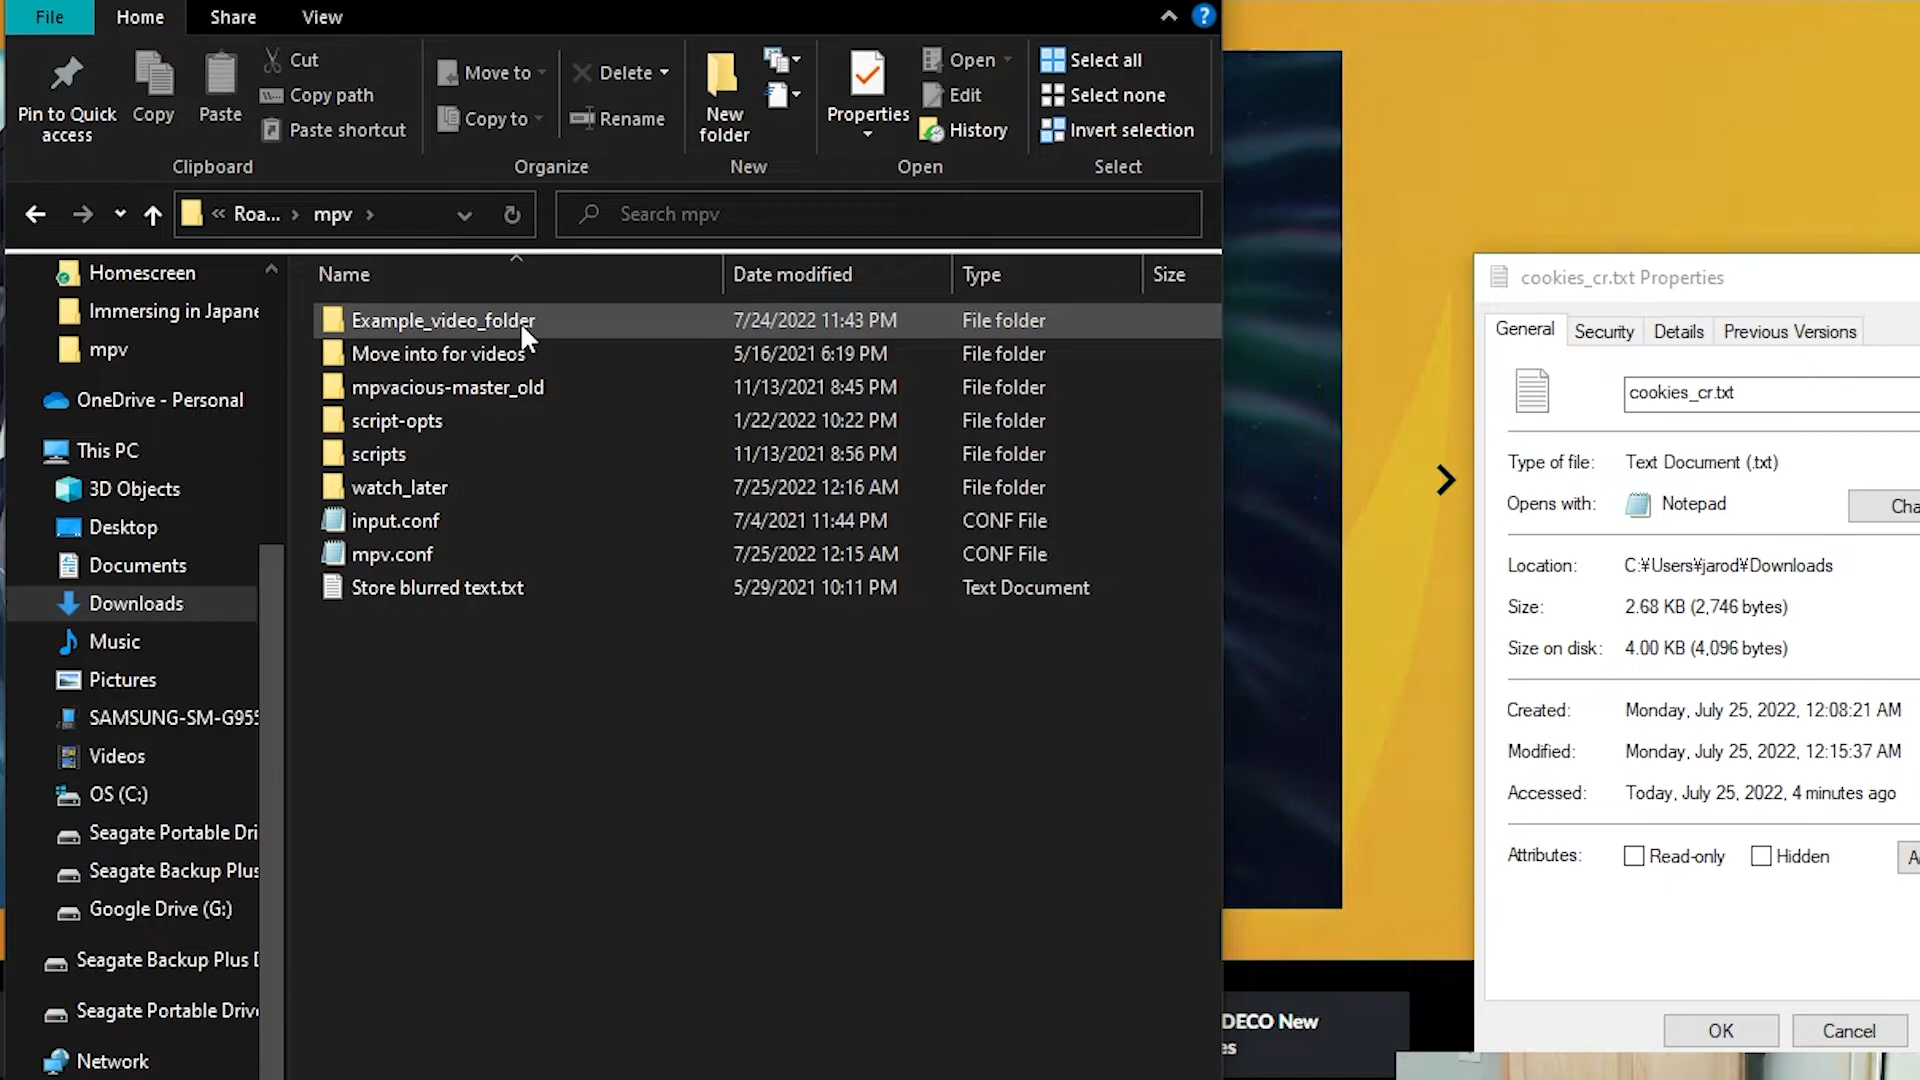 File Home Share View
Pin to Quick access
Copy
Paste
Cut
Copy path
Paste shortcut
Clipboard
Move to
Copy to
Delete
Rename
Organize
New folder
New
Properties
Open
Edit
History
Open
Select all
Select none
Invert selection
Select
« Roa... › mpv ›
Search mpv
Homescreen
Immersing in Japane
mpv
OneDrive - Personal
This PC
3D Objects
Desktop
Documents
Downloads
Music
Pictures
SAMSUNG-SM-G955
Videos
OS (C:)
Seagate Portable Dri
Seagate Backup Plus
Google Drive (G:)
Seagate Backup Plus D
Seagate Portable Drive
Network
Name Date modified Type Size
Example_video_folder 7/24/2022 11:43 PM File folder
Move into for videos 5/16/2021 6:19 PM File folder
mpvacious-master_old 11/13/2021 8:45 PM File folder
script-opts 1/22/2022 10:22 PM File folder
scripts 11/13/2021 8:56 PM File folder
watch_later 7/25/2022 12:16 AM File folder
input.conf 7/4/2021 11:44 PM CONF File
mpv.conf 7/25/2022 12:15 AM CONF File
Store blurred text.txt 5/29/2021 10:11 PM Text Document
DECO New
es
cookies_cr.txt Properties
General Security Details Previous Versions
cookies_cr.txt
Type of file: Text Document (.txt)
Opens with: Notepad Cha
Location: C:¥Users¥jarod¥Downloads
Size: 2.68 KB (2,746 bytes)
Size on disk: 4.00 KB (4,096 bytes)
Created: Monday, July 25, 2022, 12:08:21 AM
Modified: Monday, July 25, 2022, 12:15:37 AM
Accessed: Today, July 25, 2022, 4 minutes ago
Attributes: Read-only Hidden A
OK Cancel